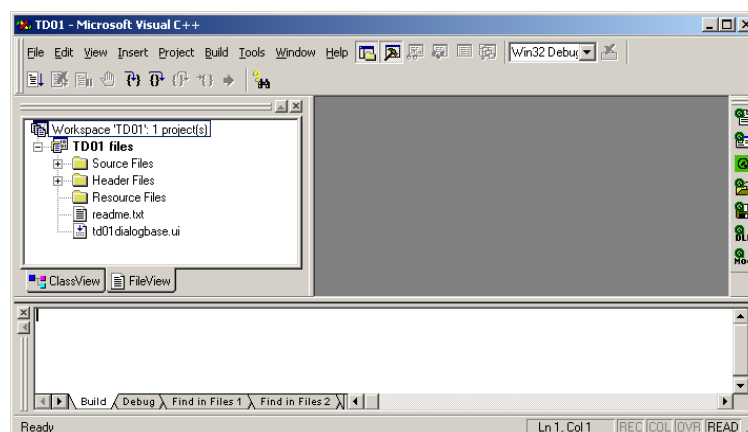 TD01 - Microsoft Visual C++
File Edit View Insert Project Build Tools Window Help Win32 Debu
Workspace 'TD01': 1 project(s)
TD01 files
Source Files
Header Files
Resource Files
readme.txt
td01dialogbase.ui
ClassView FileView
Build Debug Find in Files 1 Find in Files 2
Ready Ln 1, Col 1 REC COL OVR READ